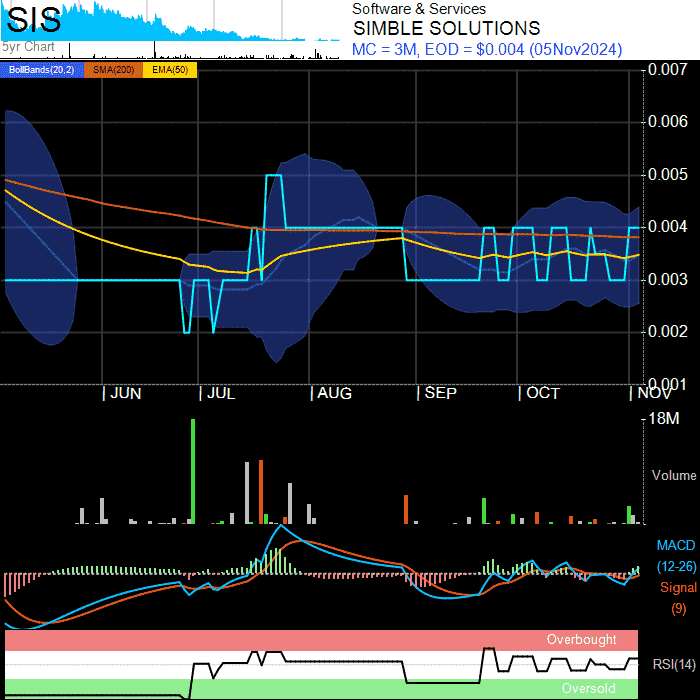 SIS
5yr Chart
Software & Services
SIMBLE SOLUTIONS
MC = 3M, EOD = $0.004 (05Nov2024)
BollBands(20,2) SMA(200) EMA(50)
0.007
0.006
0.005
0.004
0.003
0.002
0.001
JUN JUL AUG SEP OCT NOV
18M
Volume
MACD
(12-26)
Signal
(9)
Overbought
RSI(14)
Oversold